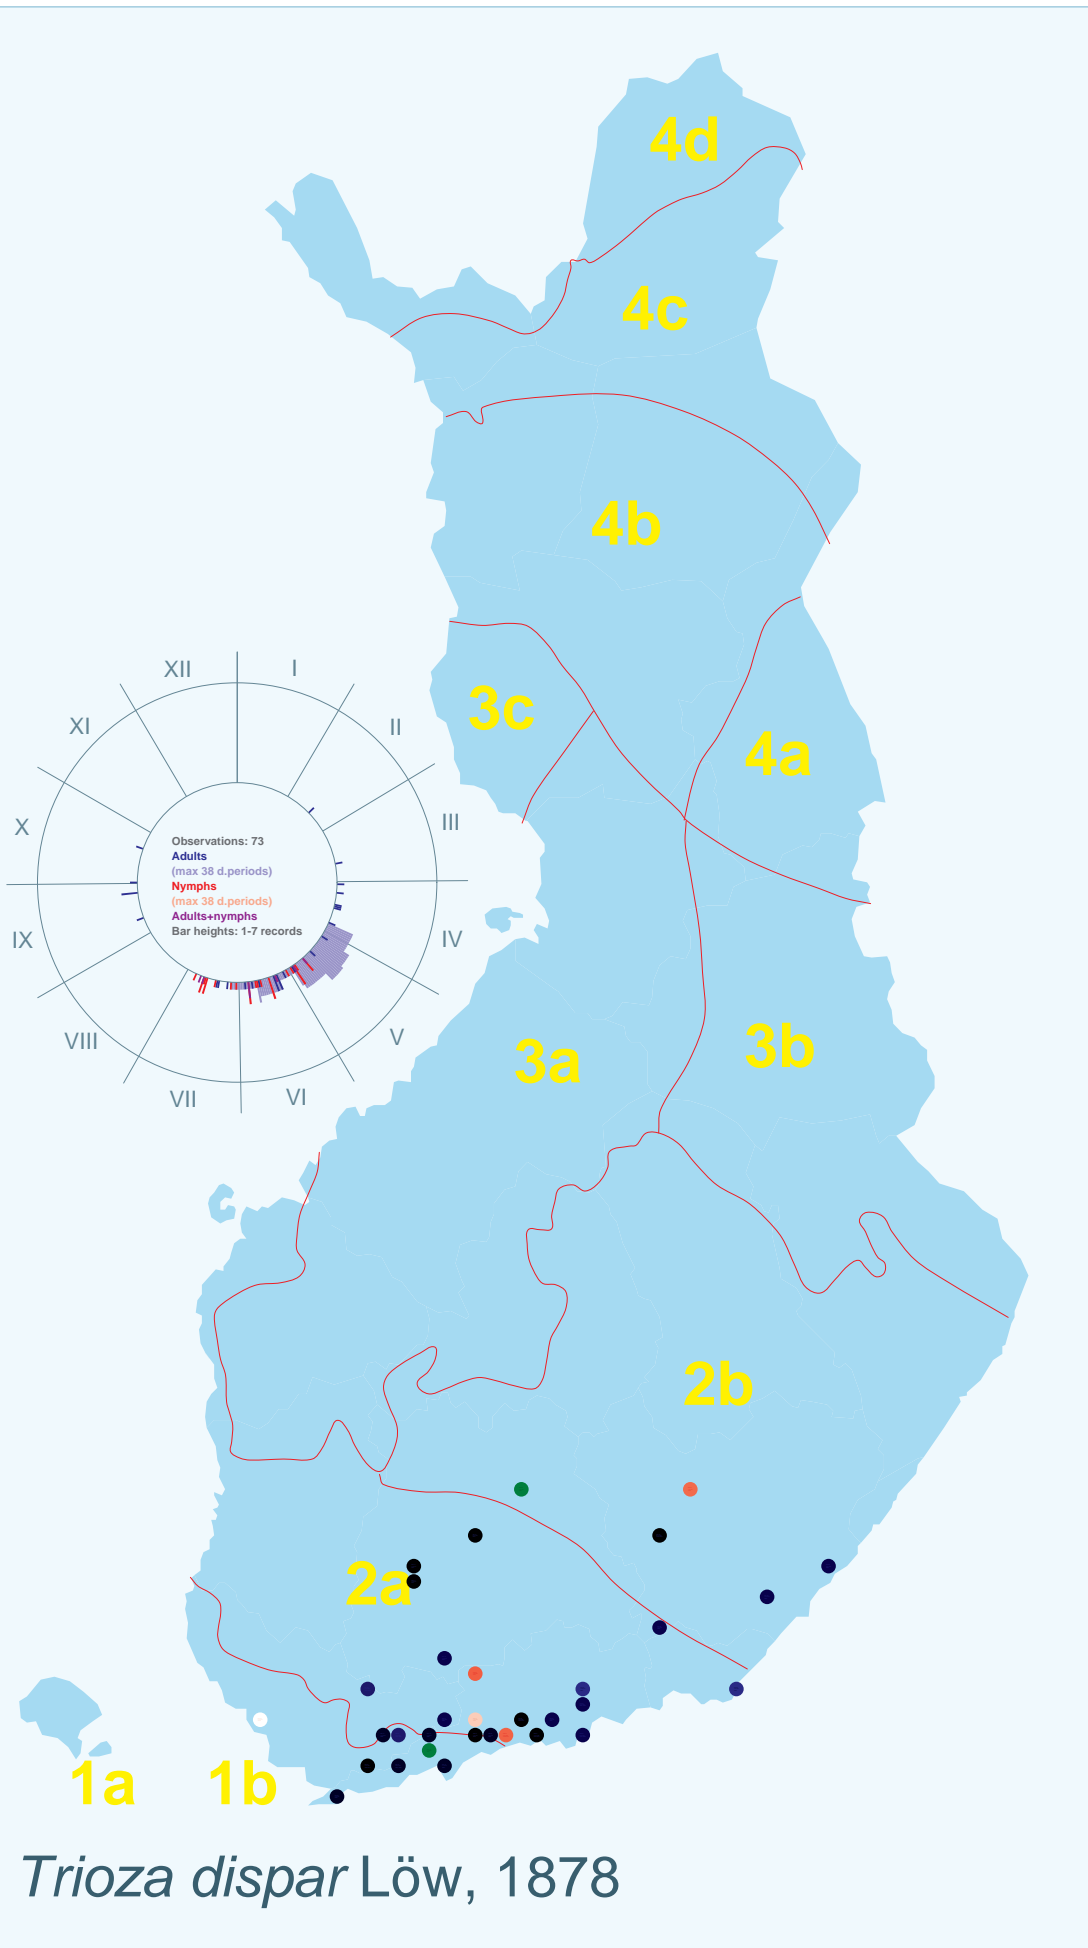 4d
4c
4b
3c
4a
XII
I
XI
II
X
III
Observations: 73
Adults
(max 38 d.periods)
Nymphs
(max 38 d.periods)
Adults+nymphs
Bar heights: 1-7 records
IX
IV
VIII
V
VII
VI
3a
3b
2b
2a
1a
1b
Trioza dispar Löw, 1878